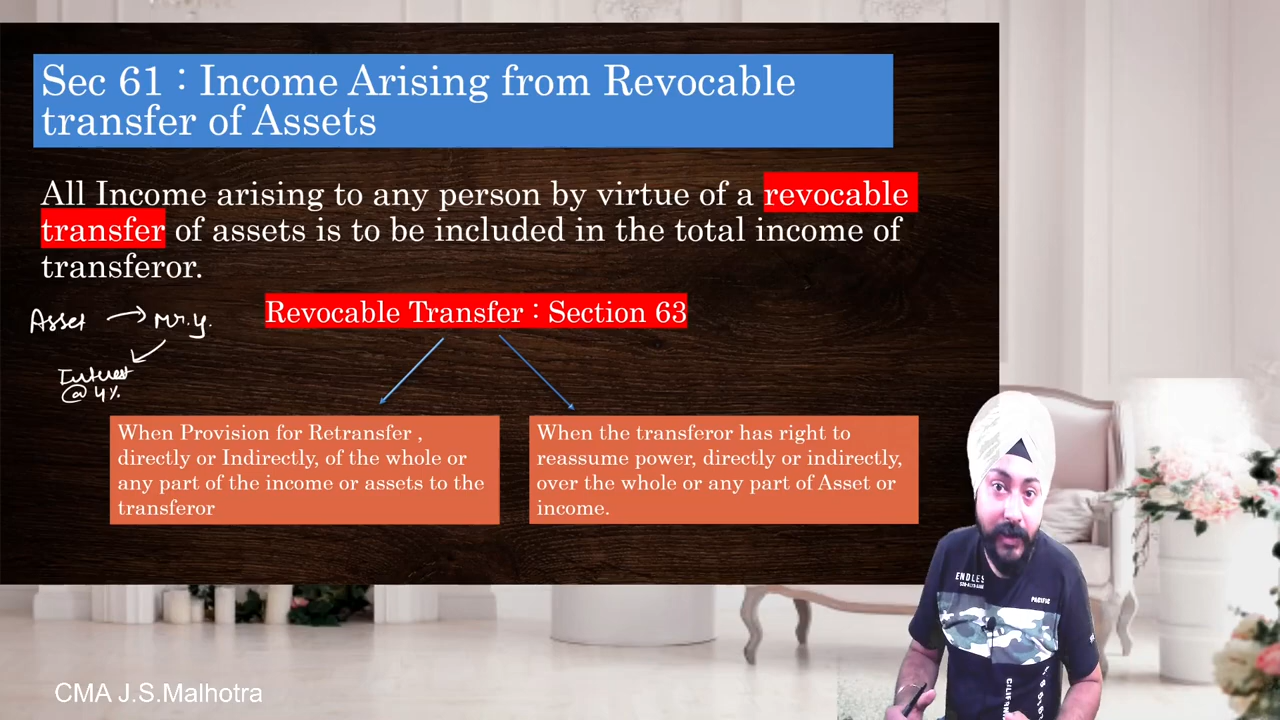 Sec 61 : Income Arising from Revocable
transfer of Assets
All Income arising to any person by virtue of a revocable
transfer of assets is to be included in the total income of
transferor.
Asset → Mr. y.
Interest
@ 4%
Revocable Transfer : Section 63
When Provision for Retransfer ,
directly or Indirectly, of the whole or
any part of the income or assets to the
transferor
When the transferor has right to
reassume power, directly or indirectly,
over the whole or any part of Asset or
income.
ENDLES
PACIFIC
CMA J.S.Malhotra